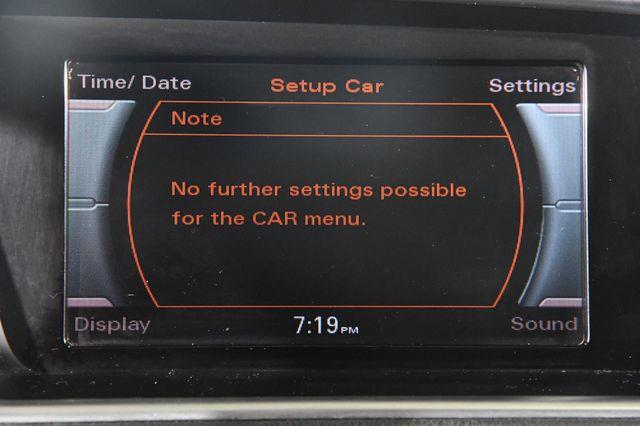 Time/ Date
Setup Car
Settings
Note
No further settings possible
for the CAR menu.
Display
7:19PM
Sound